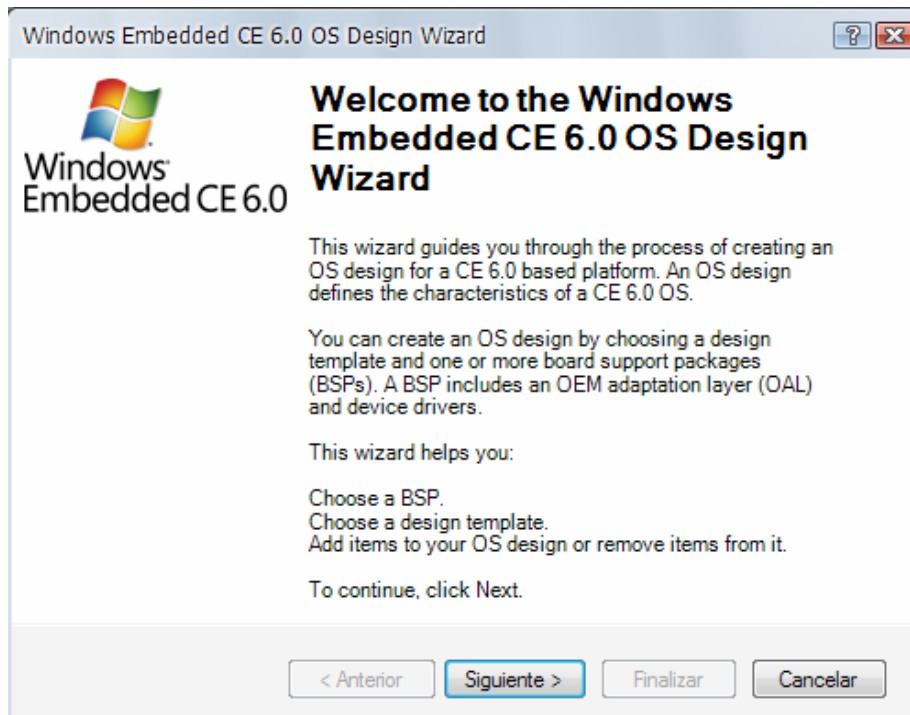 Windows Embedded CE 6.0 OS Design Wizard
Windows
Embedded CE 6.0
Welcome to the Windows
Embedded CE 6.0 OS Design
Wizard
This wizard guides you through the process of creating an
OS design for a CE 6.0 based platform. An OS design
defines the characteristics of a CE 6.0 OS.
You can create an OS design by choosing a design
template and one or more board support packages
(BSPs). A BSP includes an OEM adaptation layer (OAL)
and device drivers.
This wizard helps you:
Choose a BSP.
Choose a design template.
Add items to your OS design or remove items from it.
To continue, click Next.
< Anterior Siguiente > Finalizar Cancelar